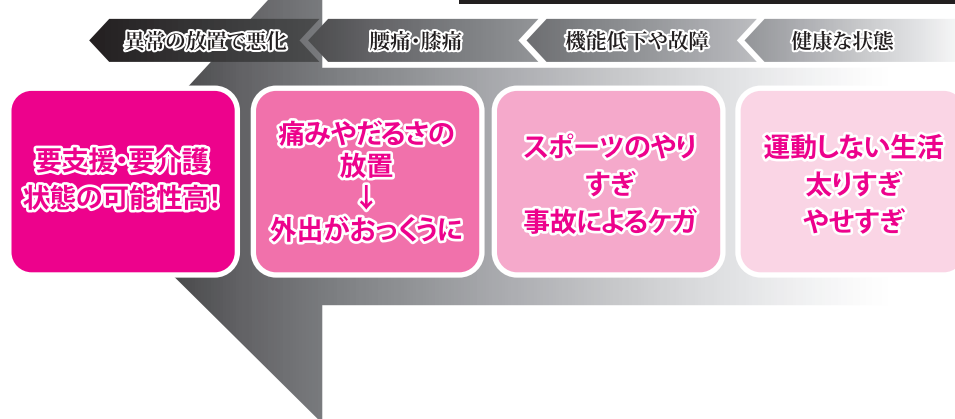 異常の放置で悪化
腰痛・膝痛
機能低下や故障
健康な状態
要支援・要介護
状態の可能性高!
痛みやだるさの
放置
↓
外出がおっくうに
スポーツのやり
すぎ
事故によるケガ
運動しない生活
太りすぎ
やせすぎ